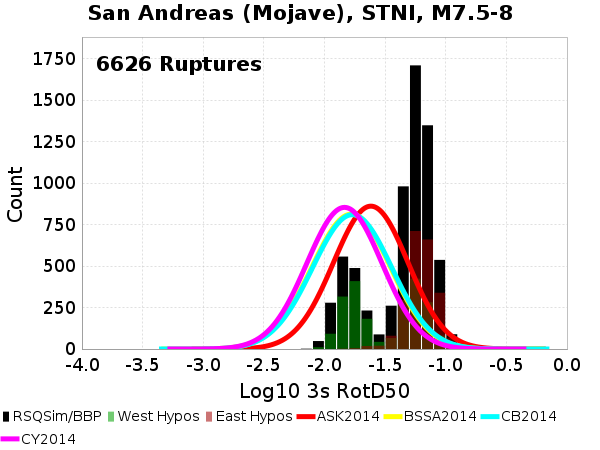 San Andreas (Mojave), STNI, M7.5-8
6626 Ruptures
1750
1500
1250
1000
750
500
250
0
Count
-4.0 -3.5 -3.0 -2.5 -2.0 -1.5 -1.0 -0.5 0.0
Log10 3s RotD50
RSQSim/BBP West Hypos East Hypos ASK2014 BSSA2014 CB2014
CY2014